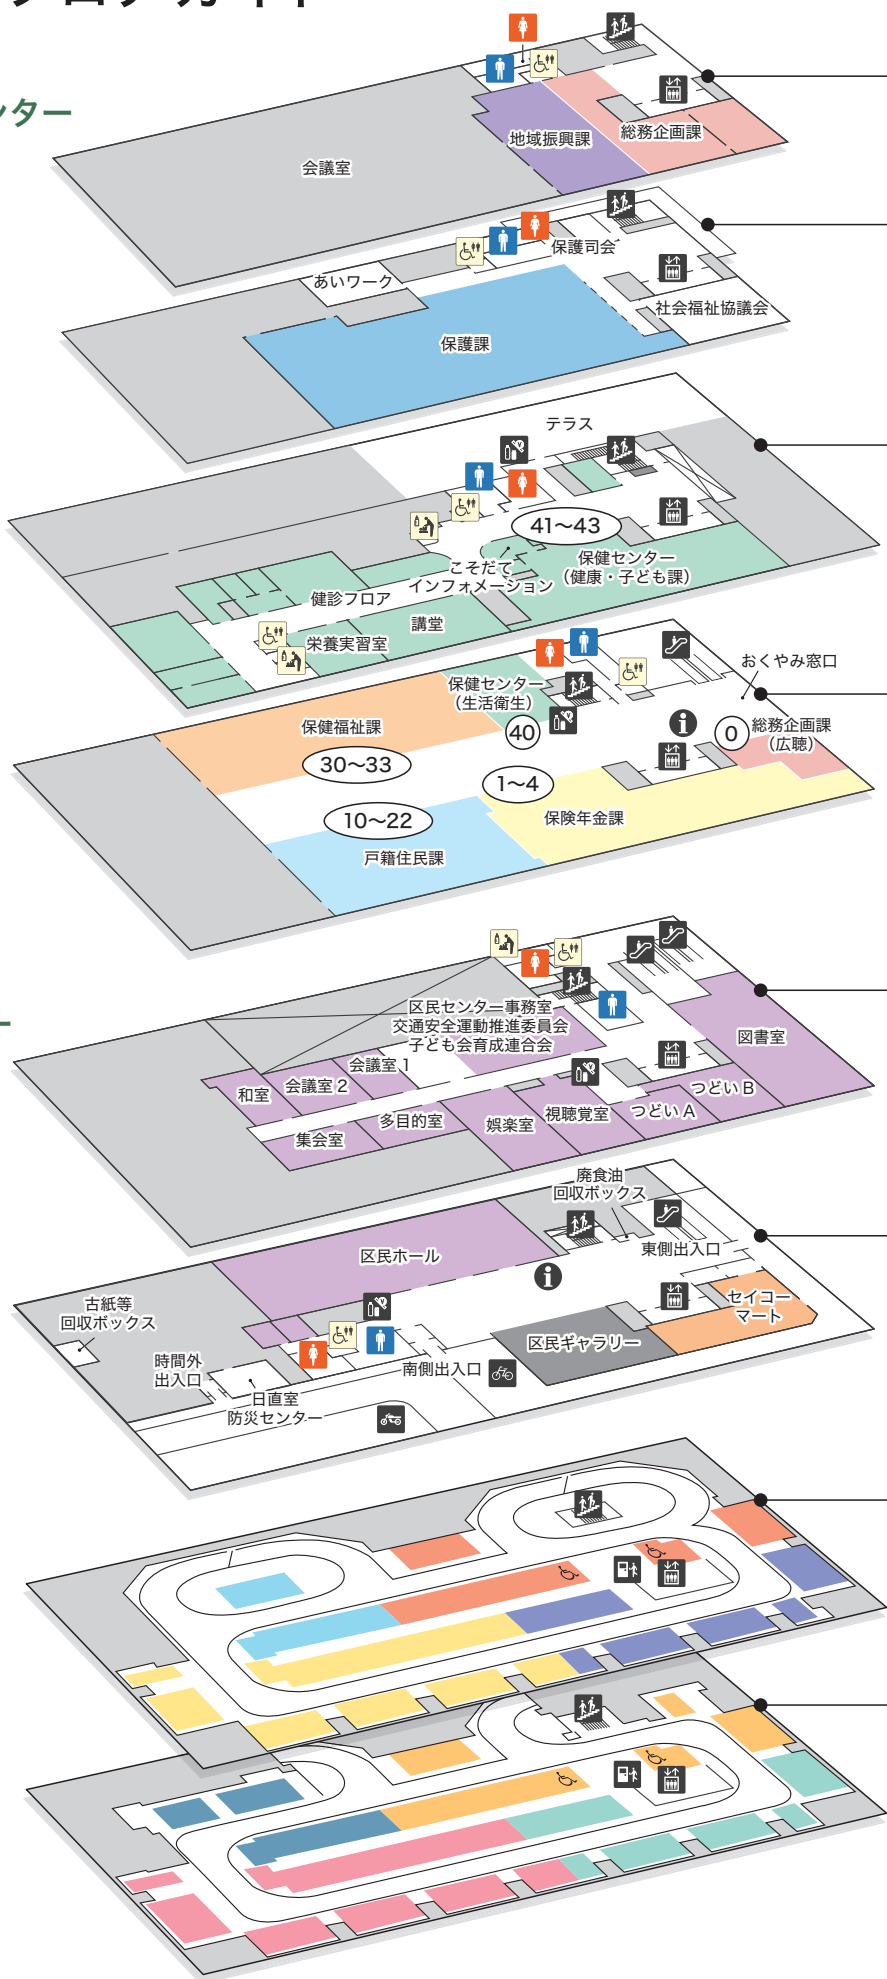 フロアガイド
ンター
会議室
地域振興課
総務企画課
保護司会
あいワーク
社会福祉協議会
保護課
テラス
41〜43
こそだて
インフォメーション
保健センター
(健康・子ども課)
健診フロア
講堂
栄養実習室
おくやみ窓口
保健センター
(生活衛生)
40
保健福祉課
30〜33
0
総務企画課
(広聴)
1〜4
10〜22
保険年金課
戸籍住民課
ー
区民センター事務室
交通安全運動推進委員会
子ども会育成連合会
図書室
会議室 1
会議室 2
和室
つどい B
つどい A
視聴覚室
娯楽室
多目的室
集会室
廃食油
回収ボックス
区民ホール
東側出入口
古紙等
回収ボックス
セイコー
マート
区民ギャラリー
時間外
出入口
南側出入口
日直室
防災センター